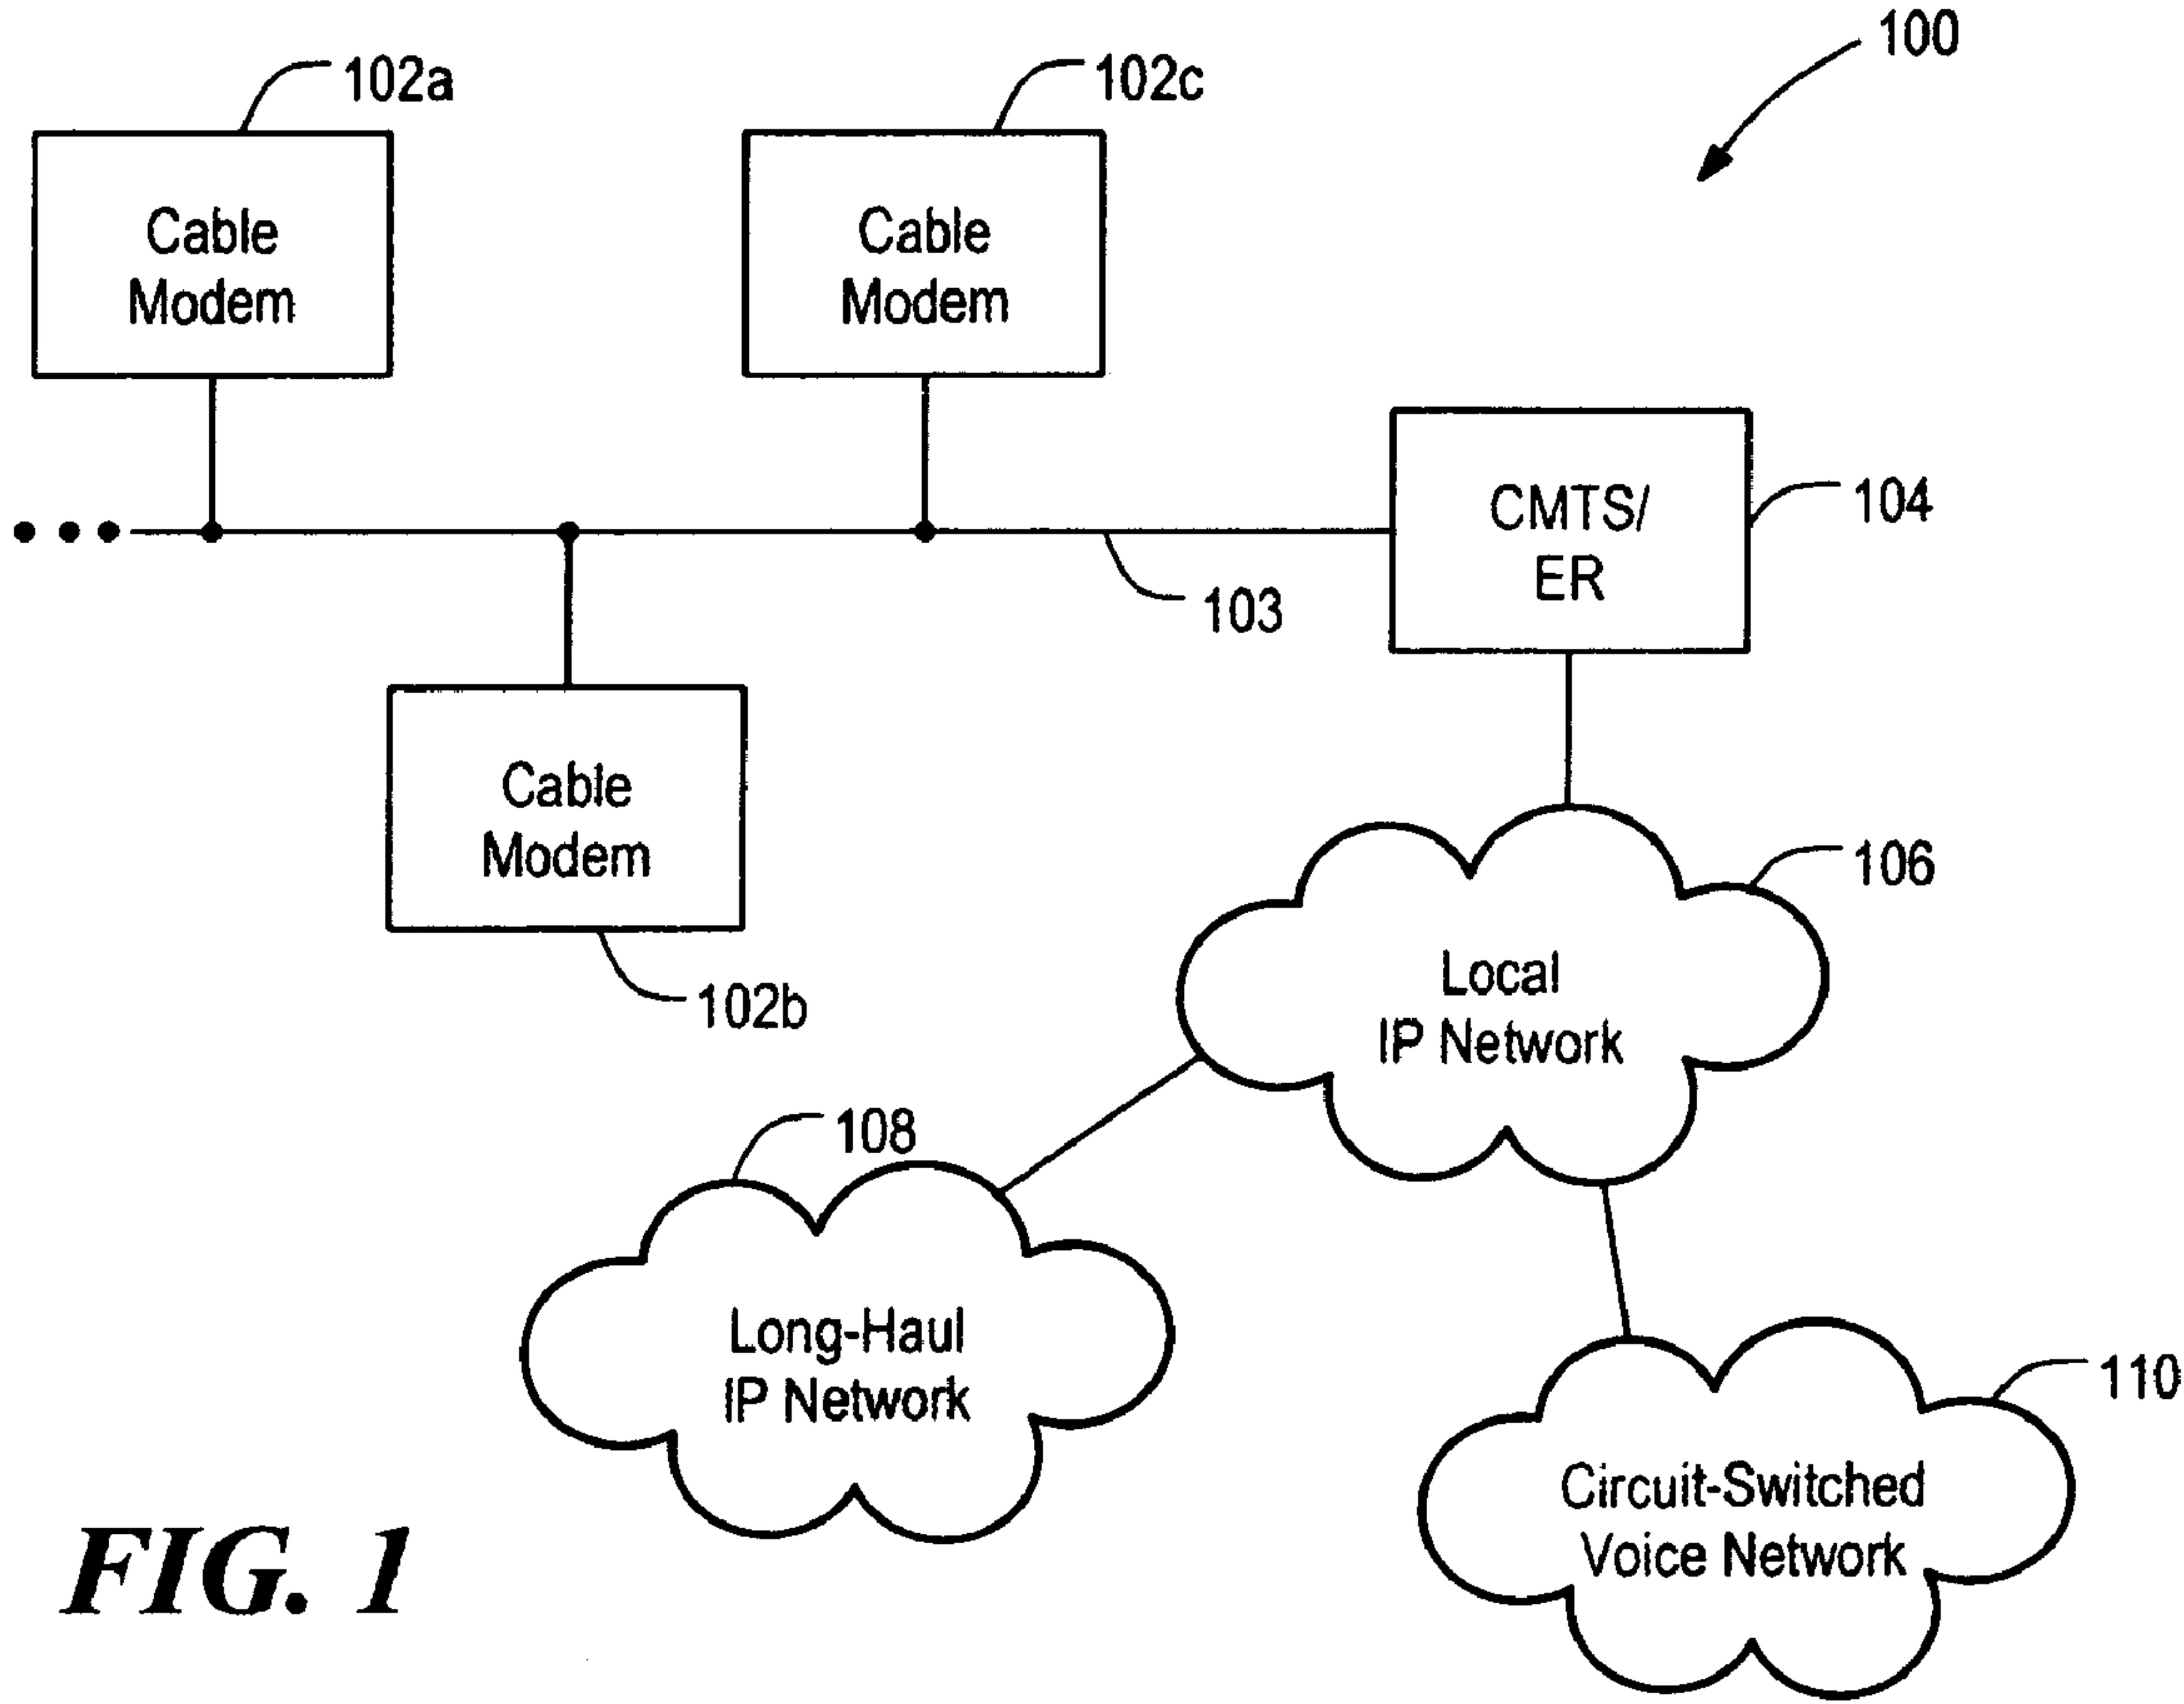 100
102a
102c
Cable
Modem
Cable
Modem
CMTS/
ER
104
103
Cable
Modem
102b
106
Local
IP Network
108
Long-Haul
IP Network
110
Circuit-Switched
Voice Network
FIG. 1